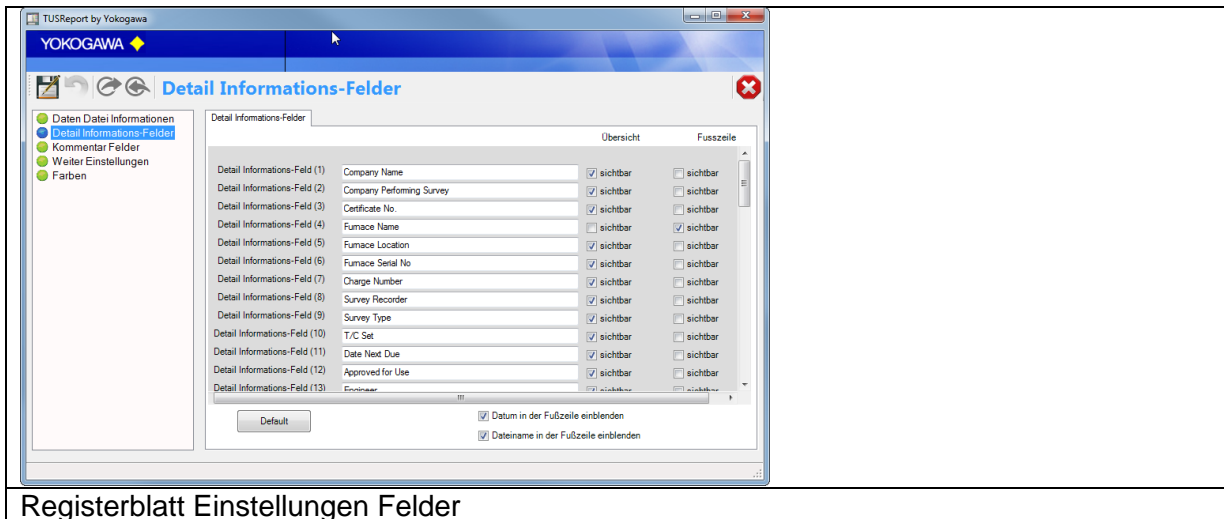 TUSReport by Yokogawa
YOKOGAWA
Detail Informations-Felder
Daten Datei Informationen
Detail Informations-Felder
Kommentar Felder
Weiter Einstellungen
Farben
Detail Informations-Felder
Übersicht Fusszeile
Detail Informations-Feld (1) Company Name sichtbar sichtbar
Detail Informations-Feld (2) Company Performing Survey sichtbar sichtbar
Detail Informations-Feld (3) Certificate No. sichtbar sichtbar
Detail Informations-Feld (4) Furnace Name sichtbar sichtbar
Detail Informations-Feld (5) Furnace Location sichtbar sichtbar
Detail Informations-Feld (6) Furnace Serial No sichtbar sichtbar
Detail Informations-Feld (7) Charge Number sichtbar sichtbar
Detail Informations-Feld (8) Survey Recorder sichtbar sichtbar
Detail Informations-Feld (9) Survey Type sichtbar sichtbar
Detail Informations-Feld (10) T/C Set sichtbar sichtbar
Detail Informations-Feld (11) Date Next Due sichtbar sichtbar
Detail Informations-Feld (12) Approved for Use sichtbar sichtbar
Detail Informations-Feld (13) Engineer sichtbar sichtbar
Default
Datum in der Fußzeile einblenden
Dateiname in der Fußzeile einblenden
Registerblatt Einstellungen Felder